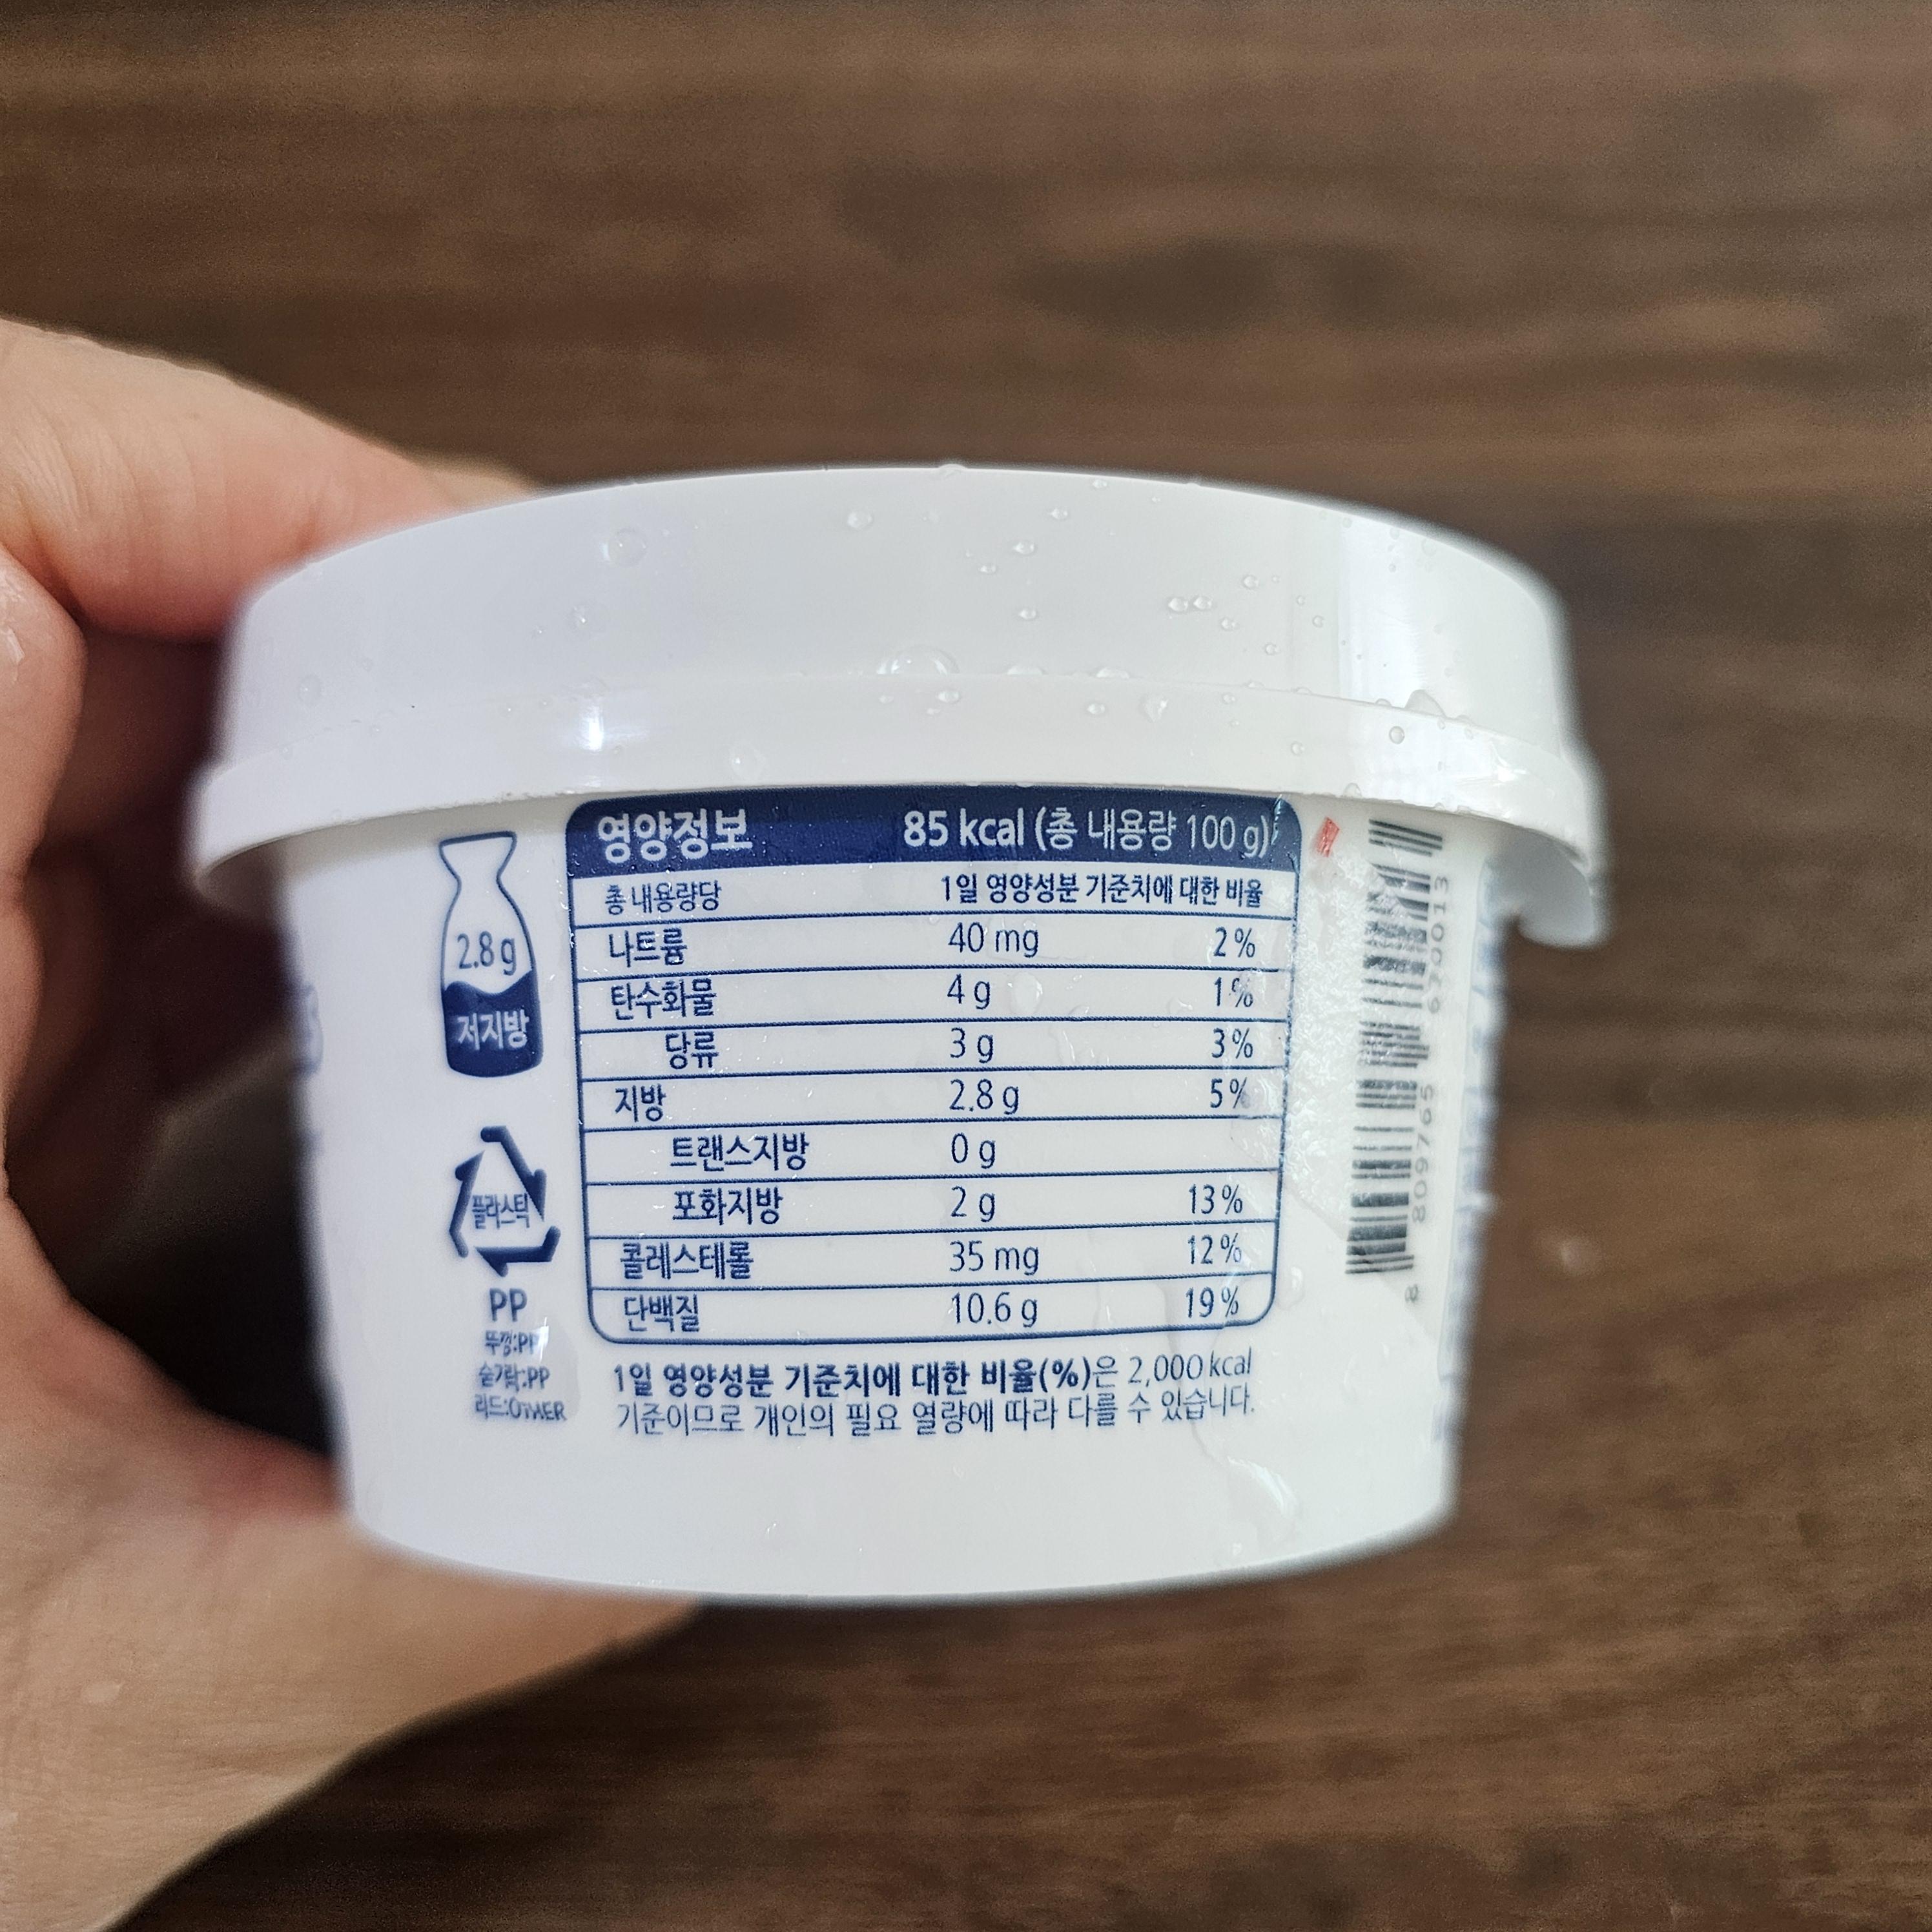 2.8 g
저지방
플라스틱
PP
뚜껑:PP
숟가락:PP
리드:OTHER
영양정보 85 kcal (총 내용량 100 g)
총 내용량당 1일 영양성분 기준치에 대한 비율
나트륨 40 mg 2 %
탄수화물 4 g 1 %
당류 3 g 3 %
지방 2.8 g 5 %
트랜스지방 0 g
포화지방 2 g 13 %
콜레스테롤 35 mg 12 %
단백질 10.6 g 19 %
1일 영양성분 기준치에 대한 비율(%)은 2,000 kcal
기준이므로 개인의 필요 열량에 따라 다를 수 있습니다.
8 809765 670013